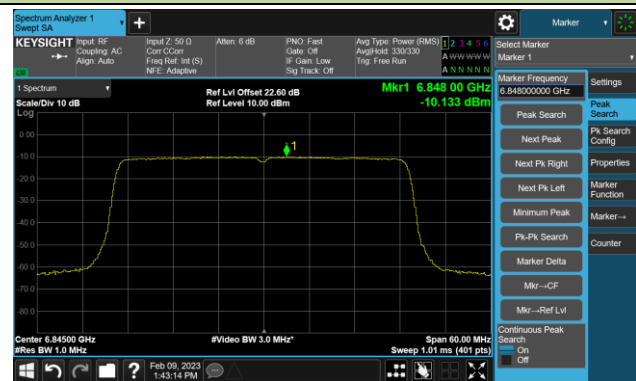 Spectrum Analyzer 1
Swept SA
+
Marker
KEYSIGHT
Input: RF
Coupling: AC
Align: Auto
Input Z: 50 Ω
Corr CCorr
Freq Ref: Int (S)
NFE: Adaptive
Atten: 6 dB
PNO: Fast
Gate: Off
IF Gain: Low
Sig Track: Off
Avg Type: Power (RMS)
Avg|Hold: 330/330
Trig: Free Run
1 2 3 4 5 6
A W W W W W
A N N N N N
Select Marker
Marker 1
LXI
1 Spectrum
Scale/Div 10 dB
Log
Ref Lvl Offset 22.60 dB
Ref Level 10.00 dBm
Mkr1 6.848 00 GHz
-10.133 dBm
1
0.00
-10.0
-20.0
-30.0
-40.0
-50.0
-60.0
-70.0
-80.0
Center 6.84500 GHz
#Res BW 1.0 MHz
#Video BW 3.0 MHz*
Span 60.00 MHz
Sweep 1.01 ms (401 pts)
Marker Frequency
6.848000000 GHz
Peak Search
Next Peak
Next Pk Right
Next Pk Left
Minimum Peak
Pk-Pk Search
Marker Delta
Mkr→CF
Mkr→Ref Lvl
Continuous Peak
Search
On
Off
Settings
Peak
Search
Pk Search
Config
Properties
Marker
Function
Marker→
Counter
?
Feb 09, 2023
1:43:14 PM